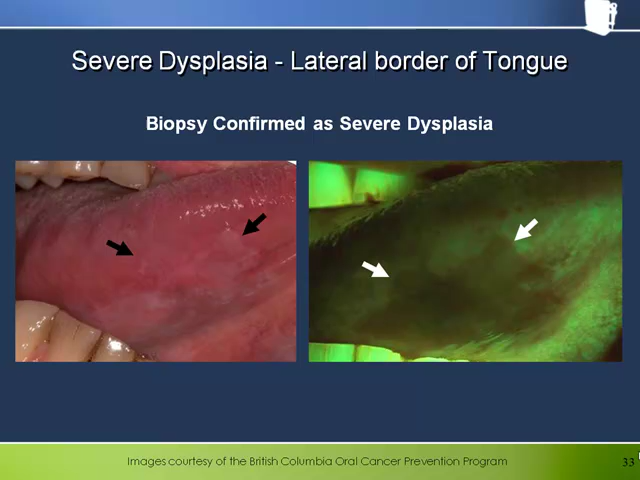 Severe Dysplasia - Lateral border of Tongue
Biopsy Confirmed as Severe Dysplasia
Images courtesy of the British Columbia Oral Cancer Prevention Program
33